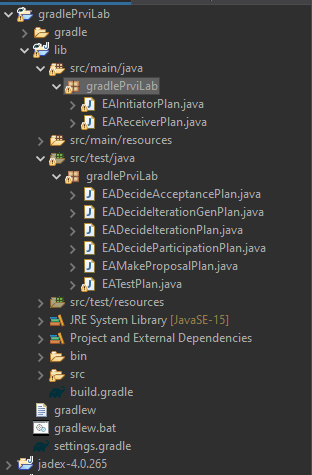 gradlePrviLab
gradle
lib
src/main/java
gradlePrviLab
EAInitiatorPlan.java
EAReceiverPlan.java
src/main/resources
src/test/java
gradlePrviLab
EADecideAcceptancePlan.java
EADecideIterationGenPlan.java
EADecideIterationPlan.java
EADecideParticipationPlan.java
EAMakeProposalPlan.java
EATestPlan.java
src/test/resources
JRE System Library [JavaSE-15]
Project and External Dependencies
bin
src
build.gradle
gradlew
gradlew.bat
settings.gradle
jadex-4.0.265